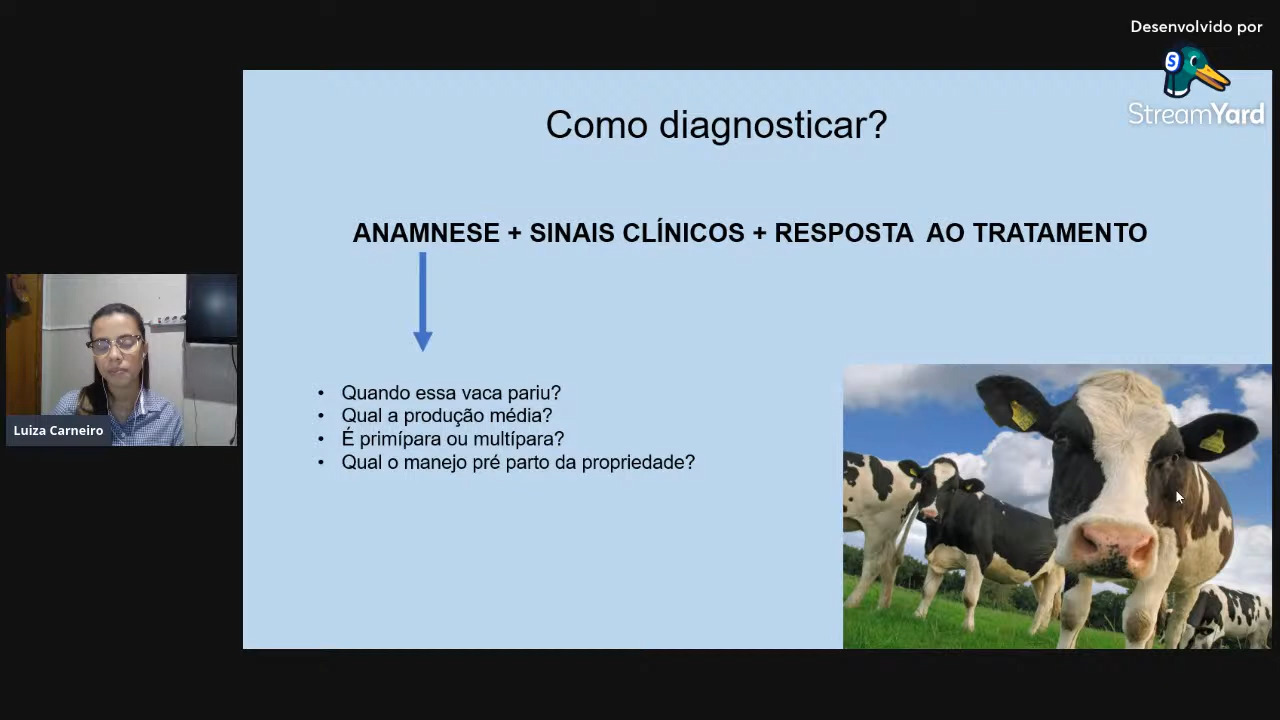 Desenvolvido por
StreamYard
Como diagnosticar?
ANAMNESE + SINAIS CLÍNICOS + RESPOSTA AO TRATAMENTO
• Quando essa vaca pariu?
• Qual a produção média?
• É primípara ou multípara?
• Qual o manejo pré parto da propriedade?
Luiza Carneiro